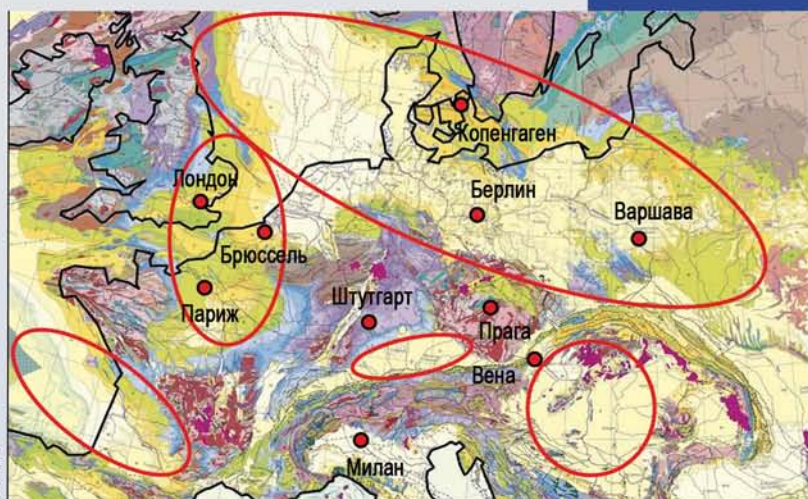 Копенгаген
Лондон
Берлин
Варшава
Брюссель
Париж
Штутгарт
Прага
Вена
Милан